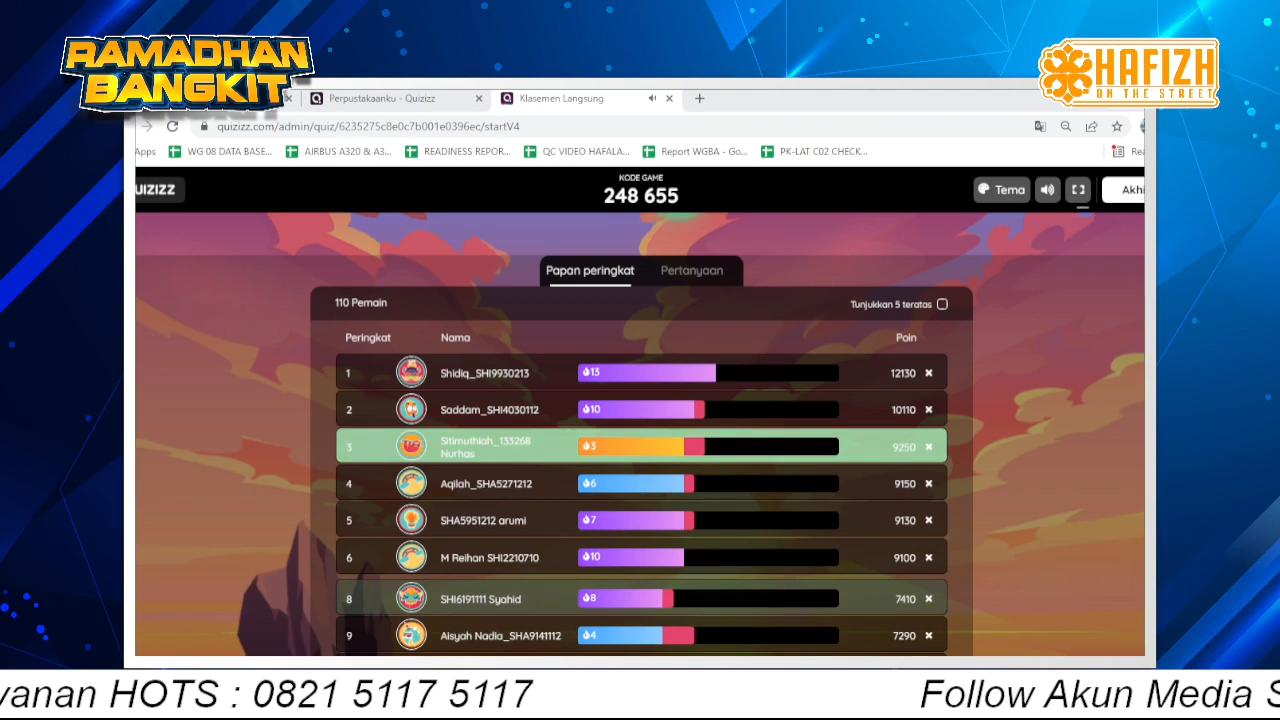 RAMADHAN
BANGKIT
HAFIZH
ON THE STREET
Perpustakaanku - Quizizz
Klasemen Langsung
quizizz.com/admin/quiz/6235275c8e0c7b001e0396ec/startV4
Apps WG 08 DATA BASE... AIRBUS A320 & A3... READINESS REPOR... QC VIDEO HAFALA... Report WGBA - Go... PK-LAT C02 CHECK... Rea
UIZIZZ
KODE GAME
248 655
Tema
Akhi
Papan peringkat Pertanyaan
110 Pemain Tunjukkan 5 teratas
Peringkat Nama Poin
1 Shidiq_SHI9930213 13 12130
2 Saddam_SHI4030112 10 10110
3 Sitimuthiah_133268 Nurhas 3 9250
4 Aqilah_SHA5271212 6 9150
5 SHA5951212 arumi 7 9130
6 M Reihan SHI2210710 10 9100
8 SHI6191111 Syahid 8 7410
9 Aisyah Nadia_SHA9141112 4 7290
yanan HOTS : 0821 5117 5117 Follow Akun Media S